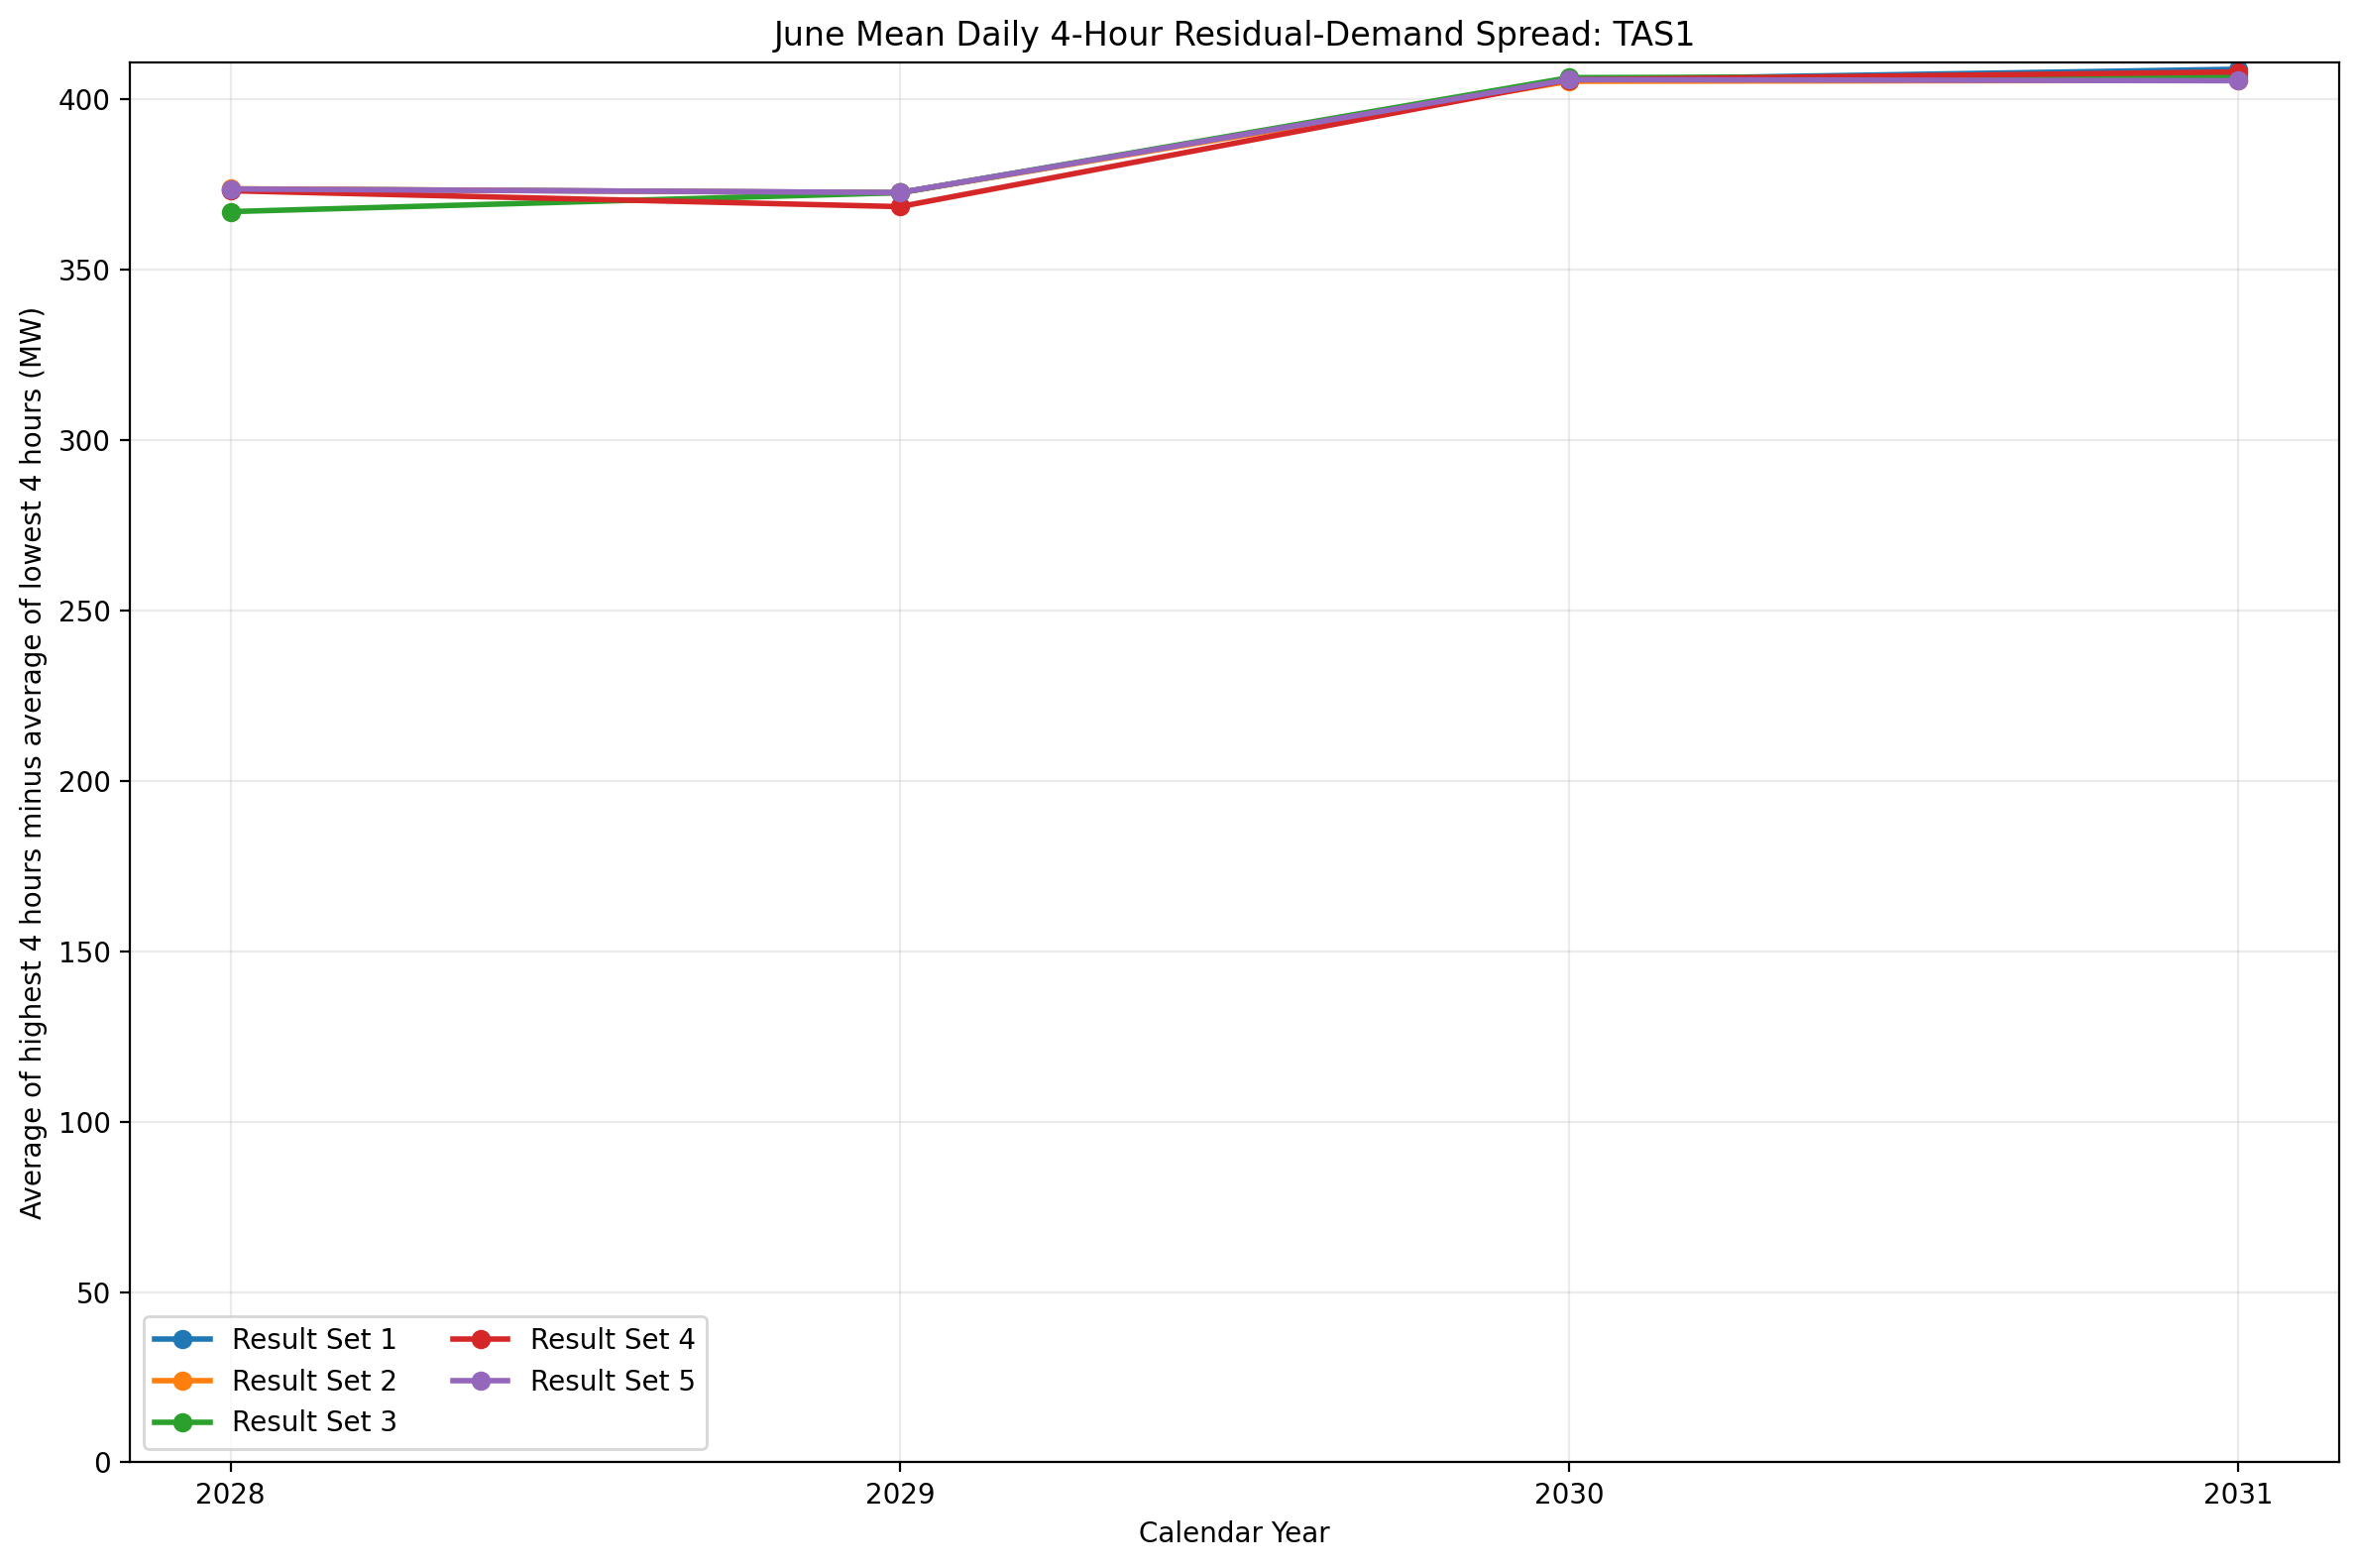 June Mean Daily 4-Hour Residual-Demand Spread: TAS1
Average of highest 4 hours minus average of lowest 4 hours (MW)
400
350
300
250
200
150
100
50
0
Result Set 1
Result Set 2
Result Set 3
Result Set 4
Result Set 5
2028 2029 2030 2031
Calendar Year